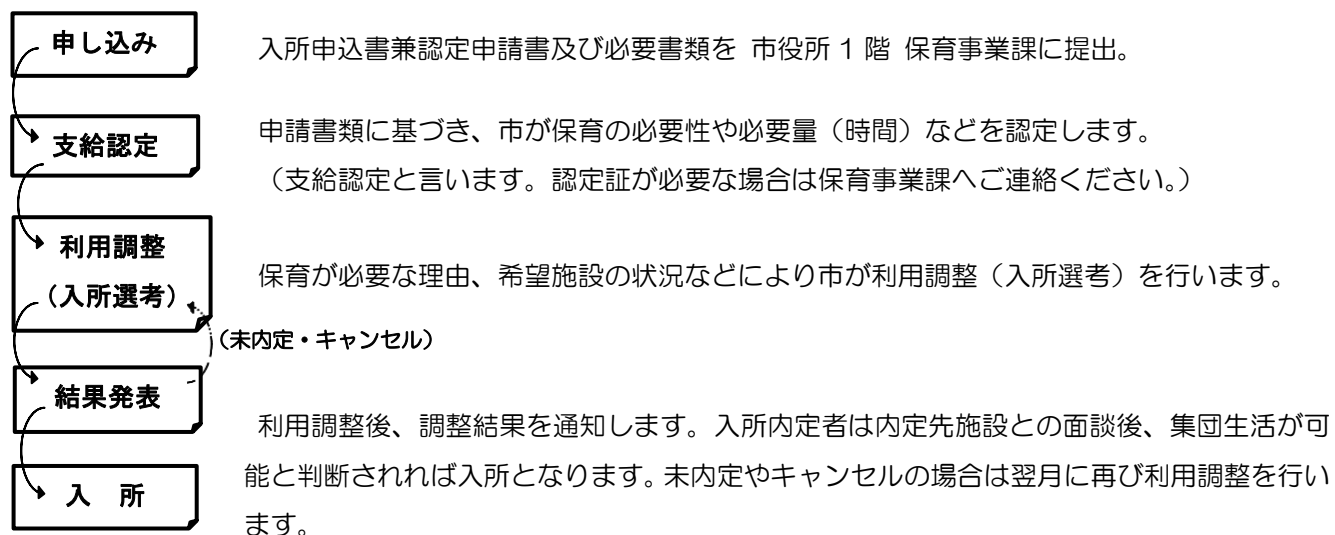 申し込み
入所申込書兼認定申請書及び必要書類を 市役所 1 階 保育事業課に提出。
支給認定
申請書類に基づき、市が保育の必要性や必要量（時間）などを認定します。
（支給認定と言います。認定証が必要な場合は保育事業課へご連絡ください。）
利用調整
（入所選考）
保育が必要な理由、希望施設の状況などにより市が利用調整（入所選考）を行います。
（未内定・キャンセル）
結果発表
利用調整後、調整結果を通知します。入所内定者は内定先施設との面談後、集団生活が可
能と判断されれば入所となります。未内定やキャンセルの場合は翌月に再び利用調整を行い
ます。
入 所